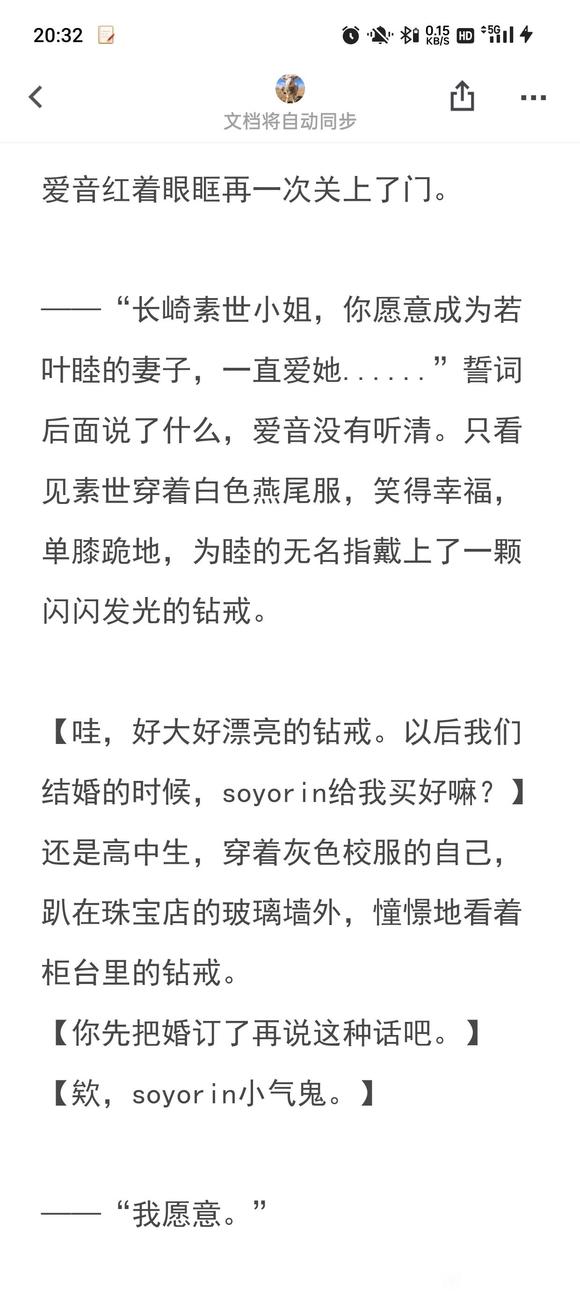 20:32
0.15
KB/S
HD
5G
文档将自动同步
爱音红着眼眶再一次关上了门。
——“长崎素世小姐，你愿意成为若
叶睦的妻子，一直爱她......”誓词
后面说了什么，爱音没有听清。只看
见素世穿着白色燕尾服，笑得幸福，
单膝跪地，为睦的无名指戴上了一颗
闪闪发光的钻戒。
【哇，好大好漂亮的钻戒。以后我们
结婚的时候，soyorin给我买好嘛？】
还是高中生，穿着灰色校服的自己，
趴在珠宝店的玻璃墙外，憧憬地看着
柜台里的钻戒。
【你先把婚订了再说这种话吧。】
【欸，soyorin小气鬼。】
——“我愿意。”